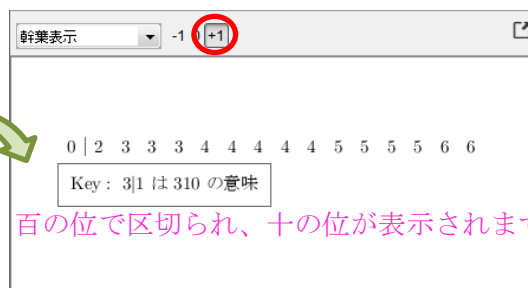 幹葉表示 -1 0 +1
0 | 2 3 3 3 4 4 4 4 4 5 5 5 5 6 6
Key : 3|1 は 310 の意味
百の位で区切られ、十の位が表示されます